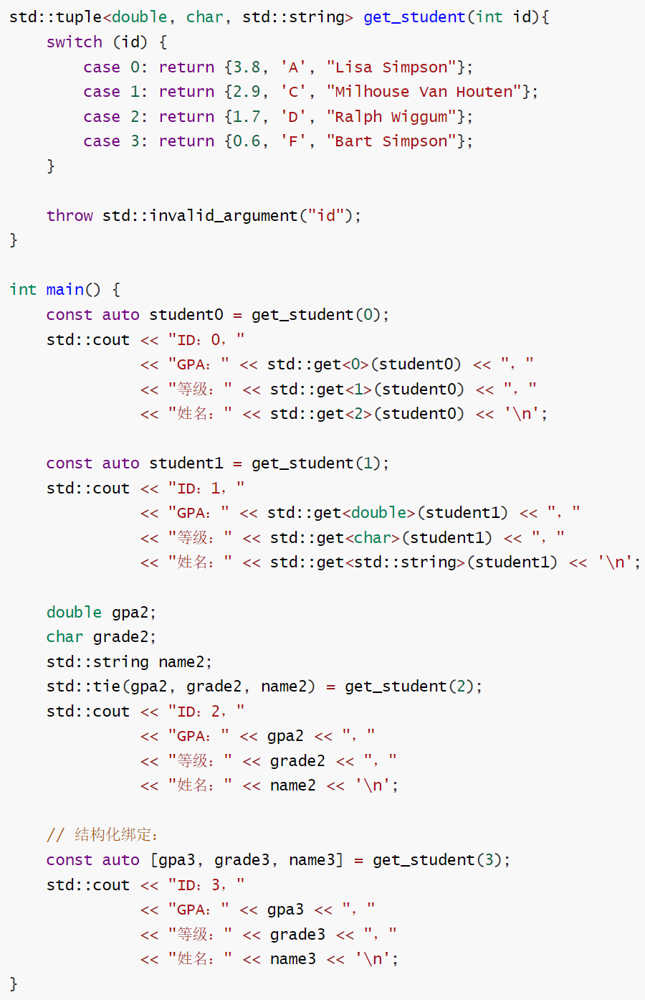 std::tuple<double, char, std::string> get_student(int id){
    switch (id) {
        case 0: return {3.8, 'A', "Lisa Simpson"};
        case 1: return {2.9, 'C', "Milhouse Van Houten"};
        case 2: return {1.7, 'D', "Ralph Wiggum"};
        case 3: return {0.6, 'F', "Bart Simpson"};
    }

    throw std::invalid_argument("id");
}

int main() {
    const auto student0 = get_student(0);
    std::cout << "ID：0，"
              << "GPA：" << std::get<0>(student0) << "，"
              << "等级：" << std::get<1>(student0) << "，"
              << "姓名：" << std::get<2>(student0) << '\n';

    const auto student1 = get_student(1);
    std::cout << "ID：1，"
              << "GPA：" << std::get<double>(student1) << "，"
              << "等级：" << std::get<char>(student1) << "，"
              << "姓名：" << std::get<std::string>(student1) << '\n';

    double gpa2;
    char grade2;
    std::string name2;
    std::tie(gpa2, grade2, name2) = get_student(2);
    std::cout << "ID：2，"
              << "GPA：" << gpa2 << "，"
              << "等级：" << grade2 << "，"
              << "姓名：" << name2 << '\n';

    // 结构化绑定：
    const auto [gpa3, grade3, name3] = get_student(3);
    std::cout << "ID：3，"
              << "GPA：" << gpa3 << "，"
              << "等级：" << grade3 << "，"
              << "姓名：" << name3 << '\n';
}